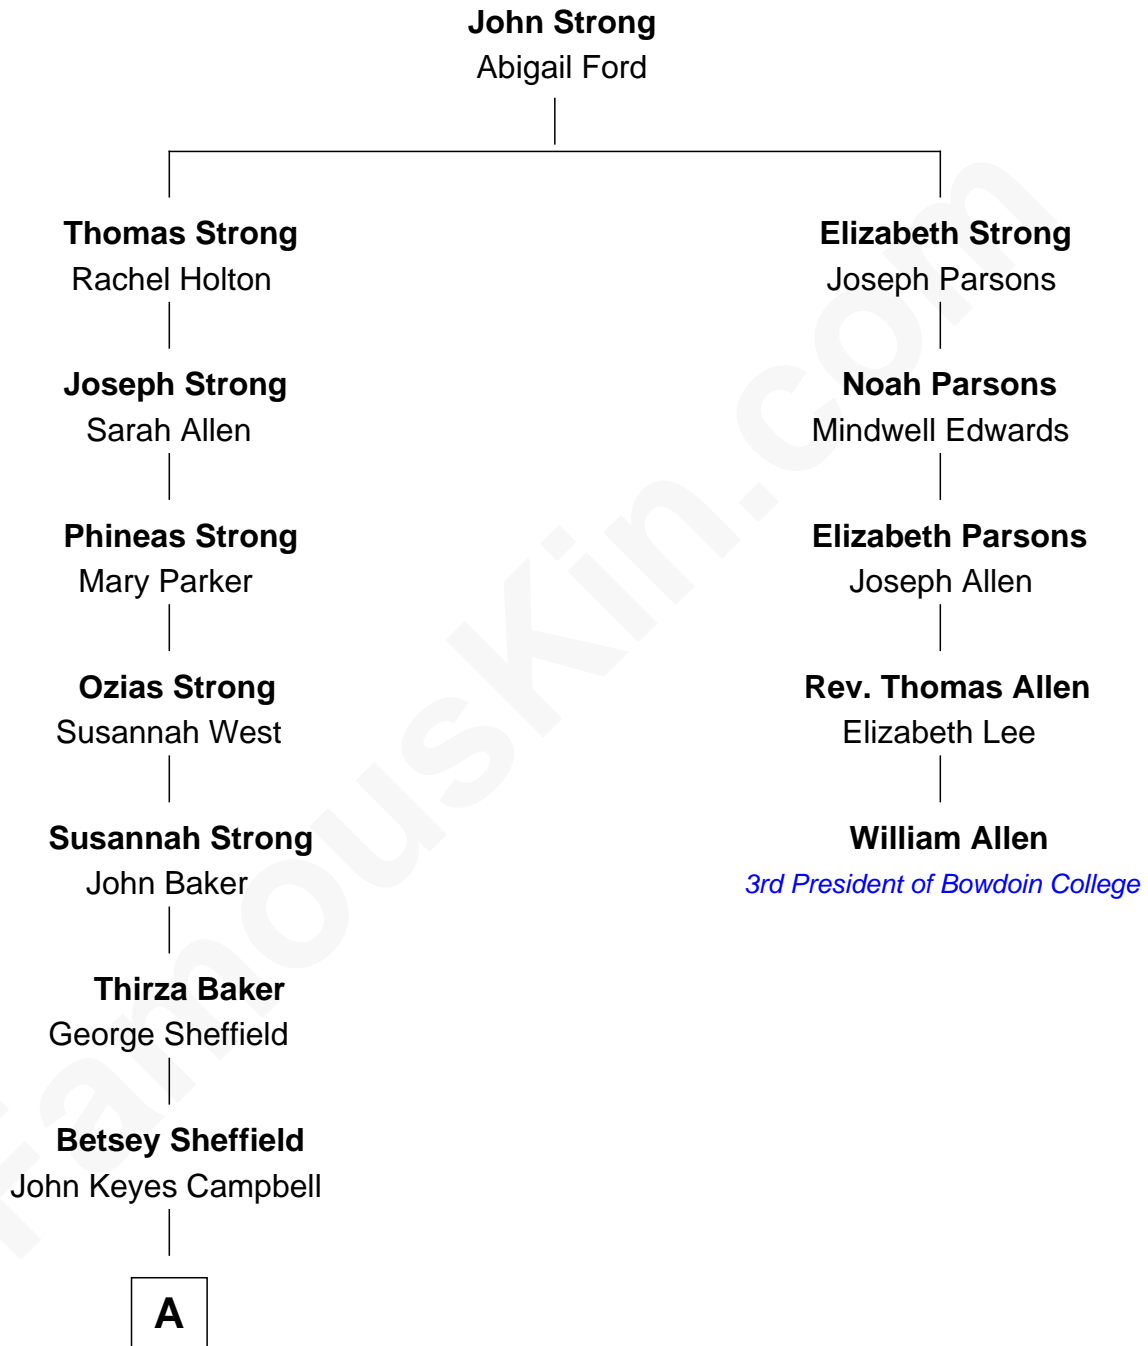 John Strong
Abigail Ford
Thomas Strong
Rachel Holton
Elizabeth Strong
Joseph Parsons
Joseph Strong
Sarah Allen
Noah Parsons
Mindwell Edwards
Phineas Strong
Mary Parker
Elizabeth Parsons
Joseph Allen
Ozias Strong
Susannah West
Rev. Thomas Allen
Elizabeth Lee
Susannah Strong
John Baker
William Allen
3rd President of Bowdoin College
Thirza Baker
George Sheffield
Betsey Sheffield
John Keyes Campbell
A
FamousKin.com